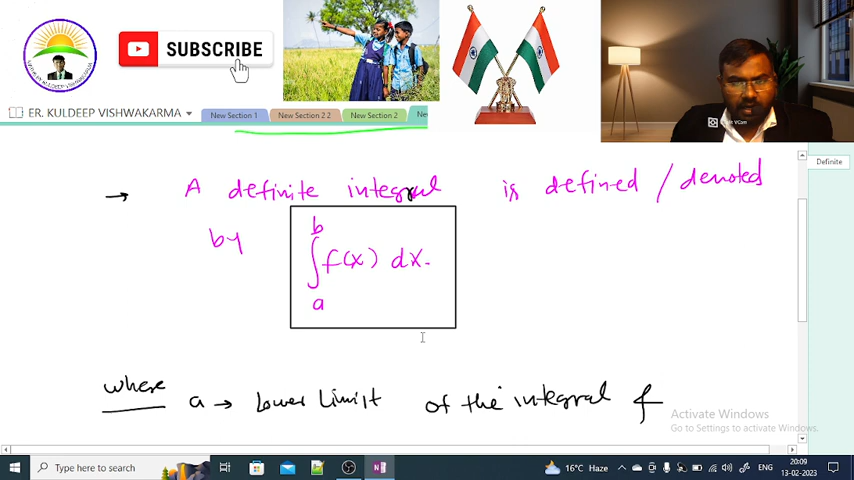 SUBSCRIBE
ER. KULDEEP VISHWAKARMA
New Section 1
New Section 2 2
New Section 2
Ne
Definite
→ A definite integral is defined / denoted
by
b
∫ f(x) dx.
a
where a → lower limit of the integral f
Activate Windows
Go to Settings to activate Windows.
Type here to search
16°C Haze
ENG
20:09
13-02-2023